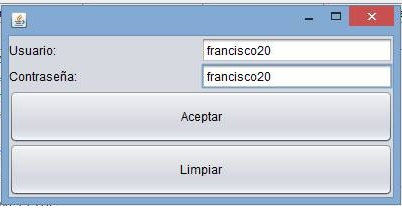 Usuario: francisco20
Contraseña: francisco20
Aceptar
Limpiar